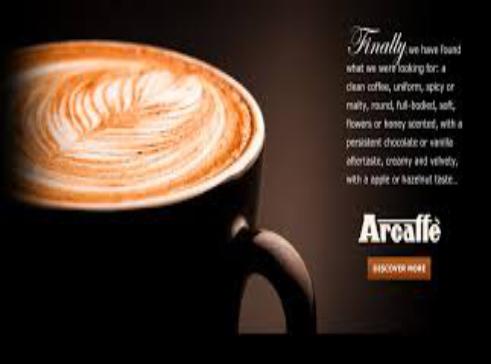 Finally we have found
what we were looking for: a
clean coffee, uniform, spicy or
malty, round, full-bodied, soft,
flowers or honey scented, with a
persistent chocolate or vanilla
aftertaste, creamy and velvety,
with a apple or hazelnut taste..
Arcaffè
DISCOVER MORE